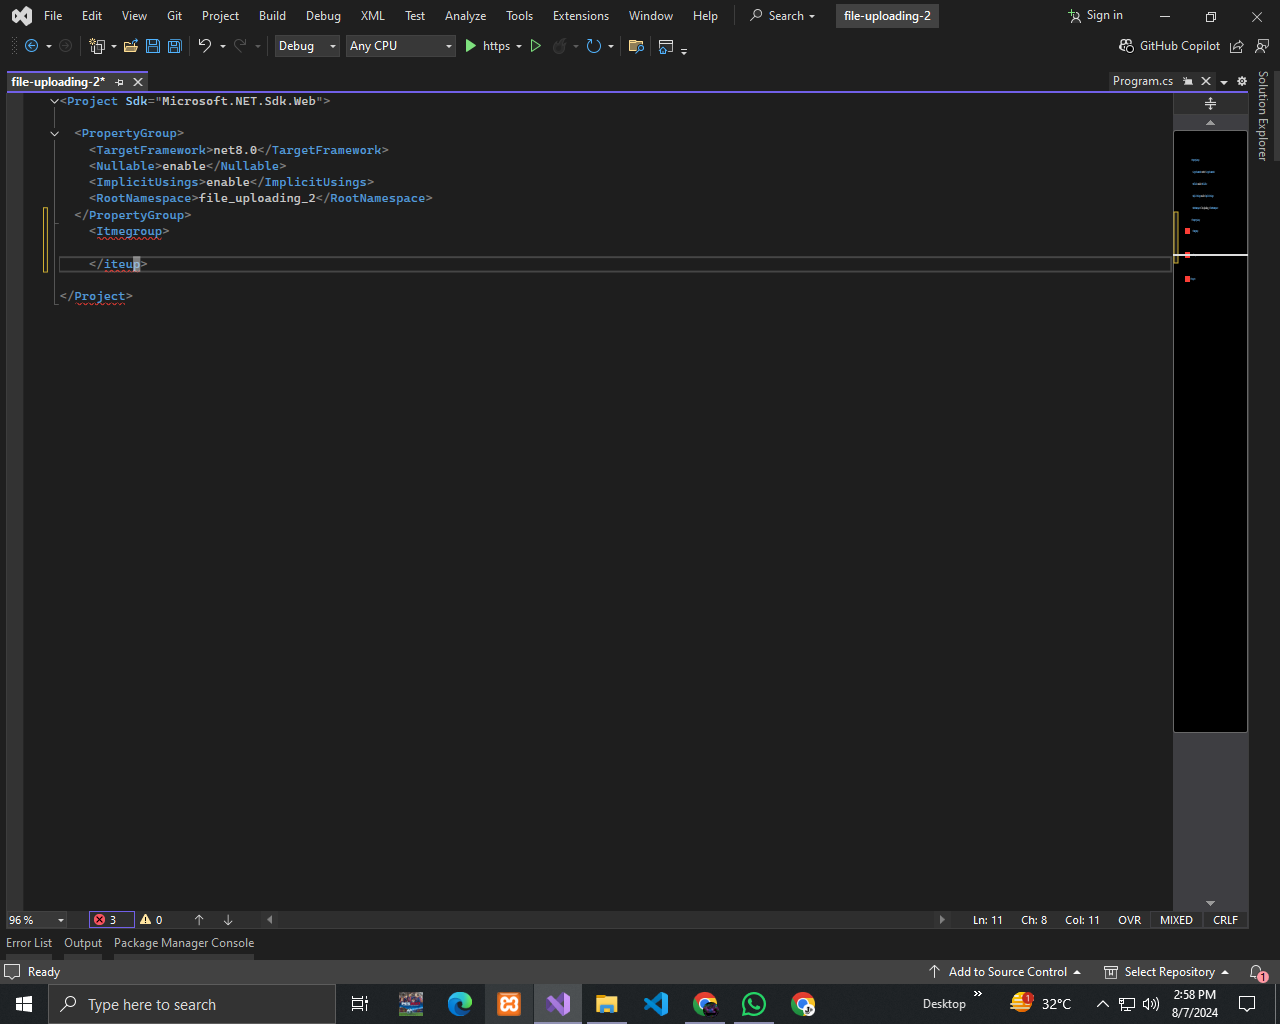 File Edit View Git Project Build Debug XML Test Analyze Tools Extensions Window Help Search file-uploading-2 Sign in
Debug Any CPU https GitHub Copilot
file-uploading-2* Program.cs
Solution Explorer
<Project Sdk="Microsoft.NET.Sdk.Web">
<PropertyGroup>
<TargetFramework>net8.0</TargetFramework>
<Nullable>enable</Nullable>
<ImplicitUsings>enable</ImplicitUsings>
<RootNamespace>file_uploading_2</RootNamespace>
</PropertyGroup>
<Itmegroup>
</iteup>
</Project>
96 % 3 0 Ln: 11 Ch: 8 Col: 11 OVR MIXED CRLF
Error List Output Package Manager Console
Ready Add to Source Control Select Repository 1
Type here to search Desktop » 1 32°C 2:58 PM
8/7/2024